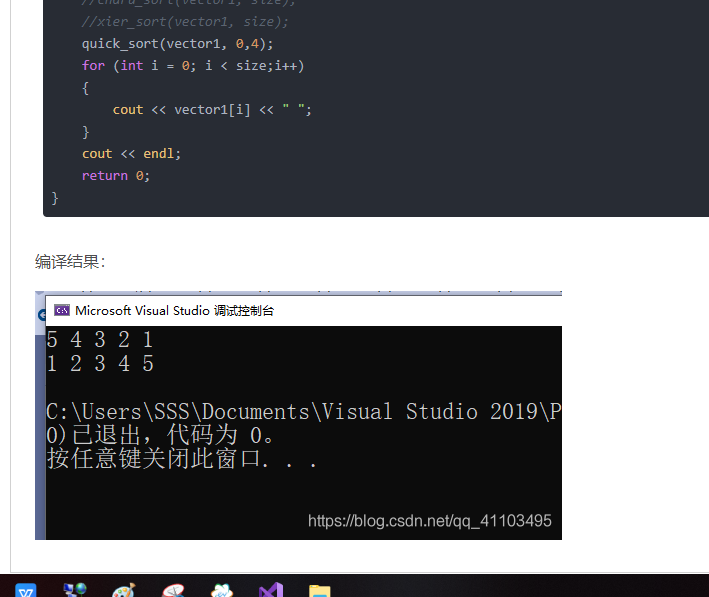 //charu_sort(vector1, size);
//xier_sort(vector1, size);
quick_sort(vector1, 0,4);
for (int i = 0; i < size;i++)
{
cout << vector1[i] << " ";
}
cout << endl;
return 0;
}
编译结果:
Microsoft Visual Studio 调试控制台
5 4 3 2 1
1 2 3 4 5
C:\Users\SSS\Documents\Visual Studio 2019\P
0)已退出，代码为 0。
按任意键关闭此窗口. . .
https://blog.csdn.net/qq_41103495